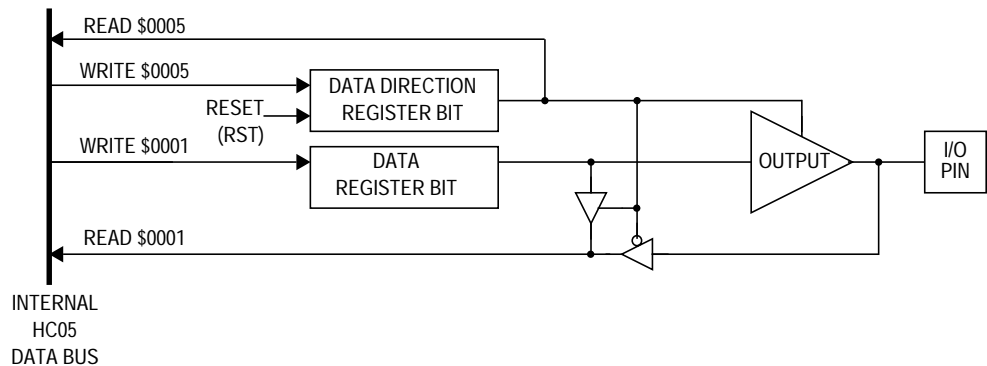 READ $0005
WRITE $0005
DATA DIRECTION
REGISTER BIT
RESET
(RST)
WRITE $0001
DATA
REGISTER BIT
OUTPUT
I/O
PIN
READ $0001
INTERNAL
HC05
DATA BUS